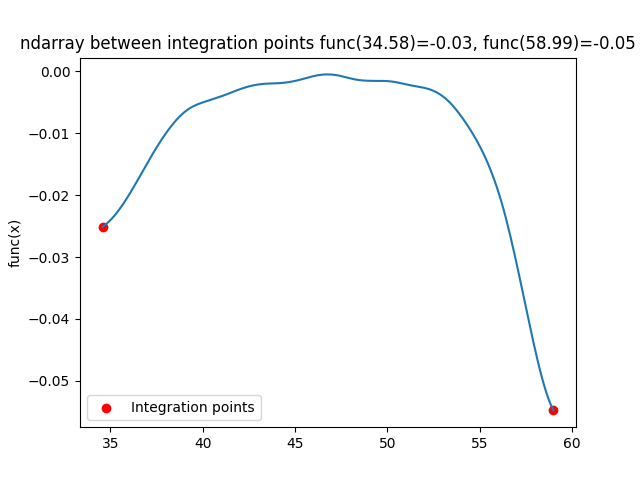 ndarray between integration points func(34.58)=-0.03, func(58.99)=-0.05
0.00
−0.01
−0.02
−0.03
−0.04
−0.05
func(x)
Integration points
35 40 45 50 55 60